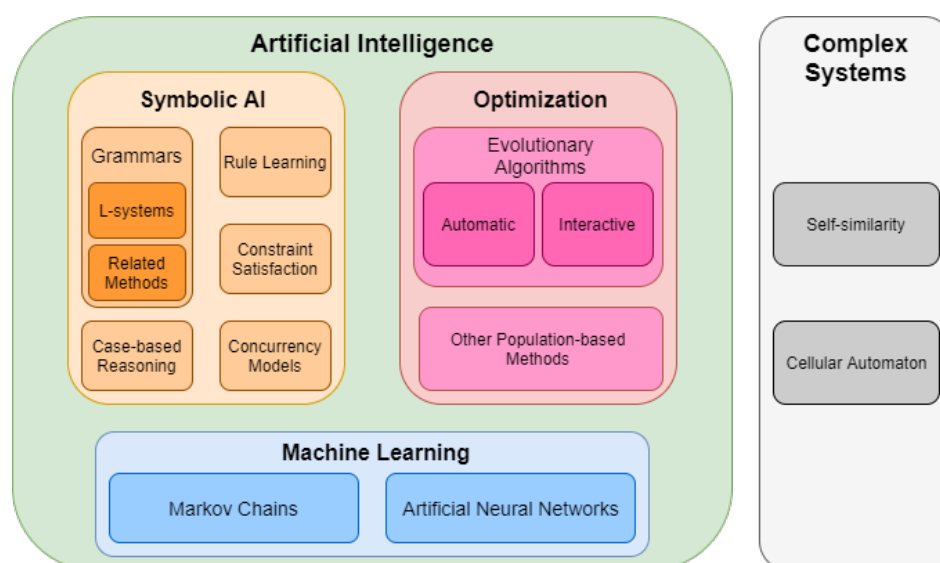 Artificial Intelligence
Symbolic AI
Grammars
L-systems
Related
Methods
Rule Learning
Constraint
Satisfaction
Case-based
Reasoning
Concurrency
Models
Optimization
Evolutionary
Algorithms
Automatic
Interactive
Other Population-based
Methods
Machine Learning
Markov Chains
Artificial Neural Networks
Complex
Systems
Self-similarity
Cellular Automaton